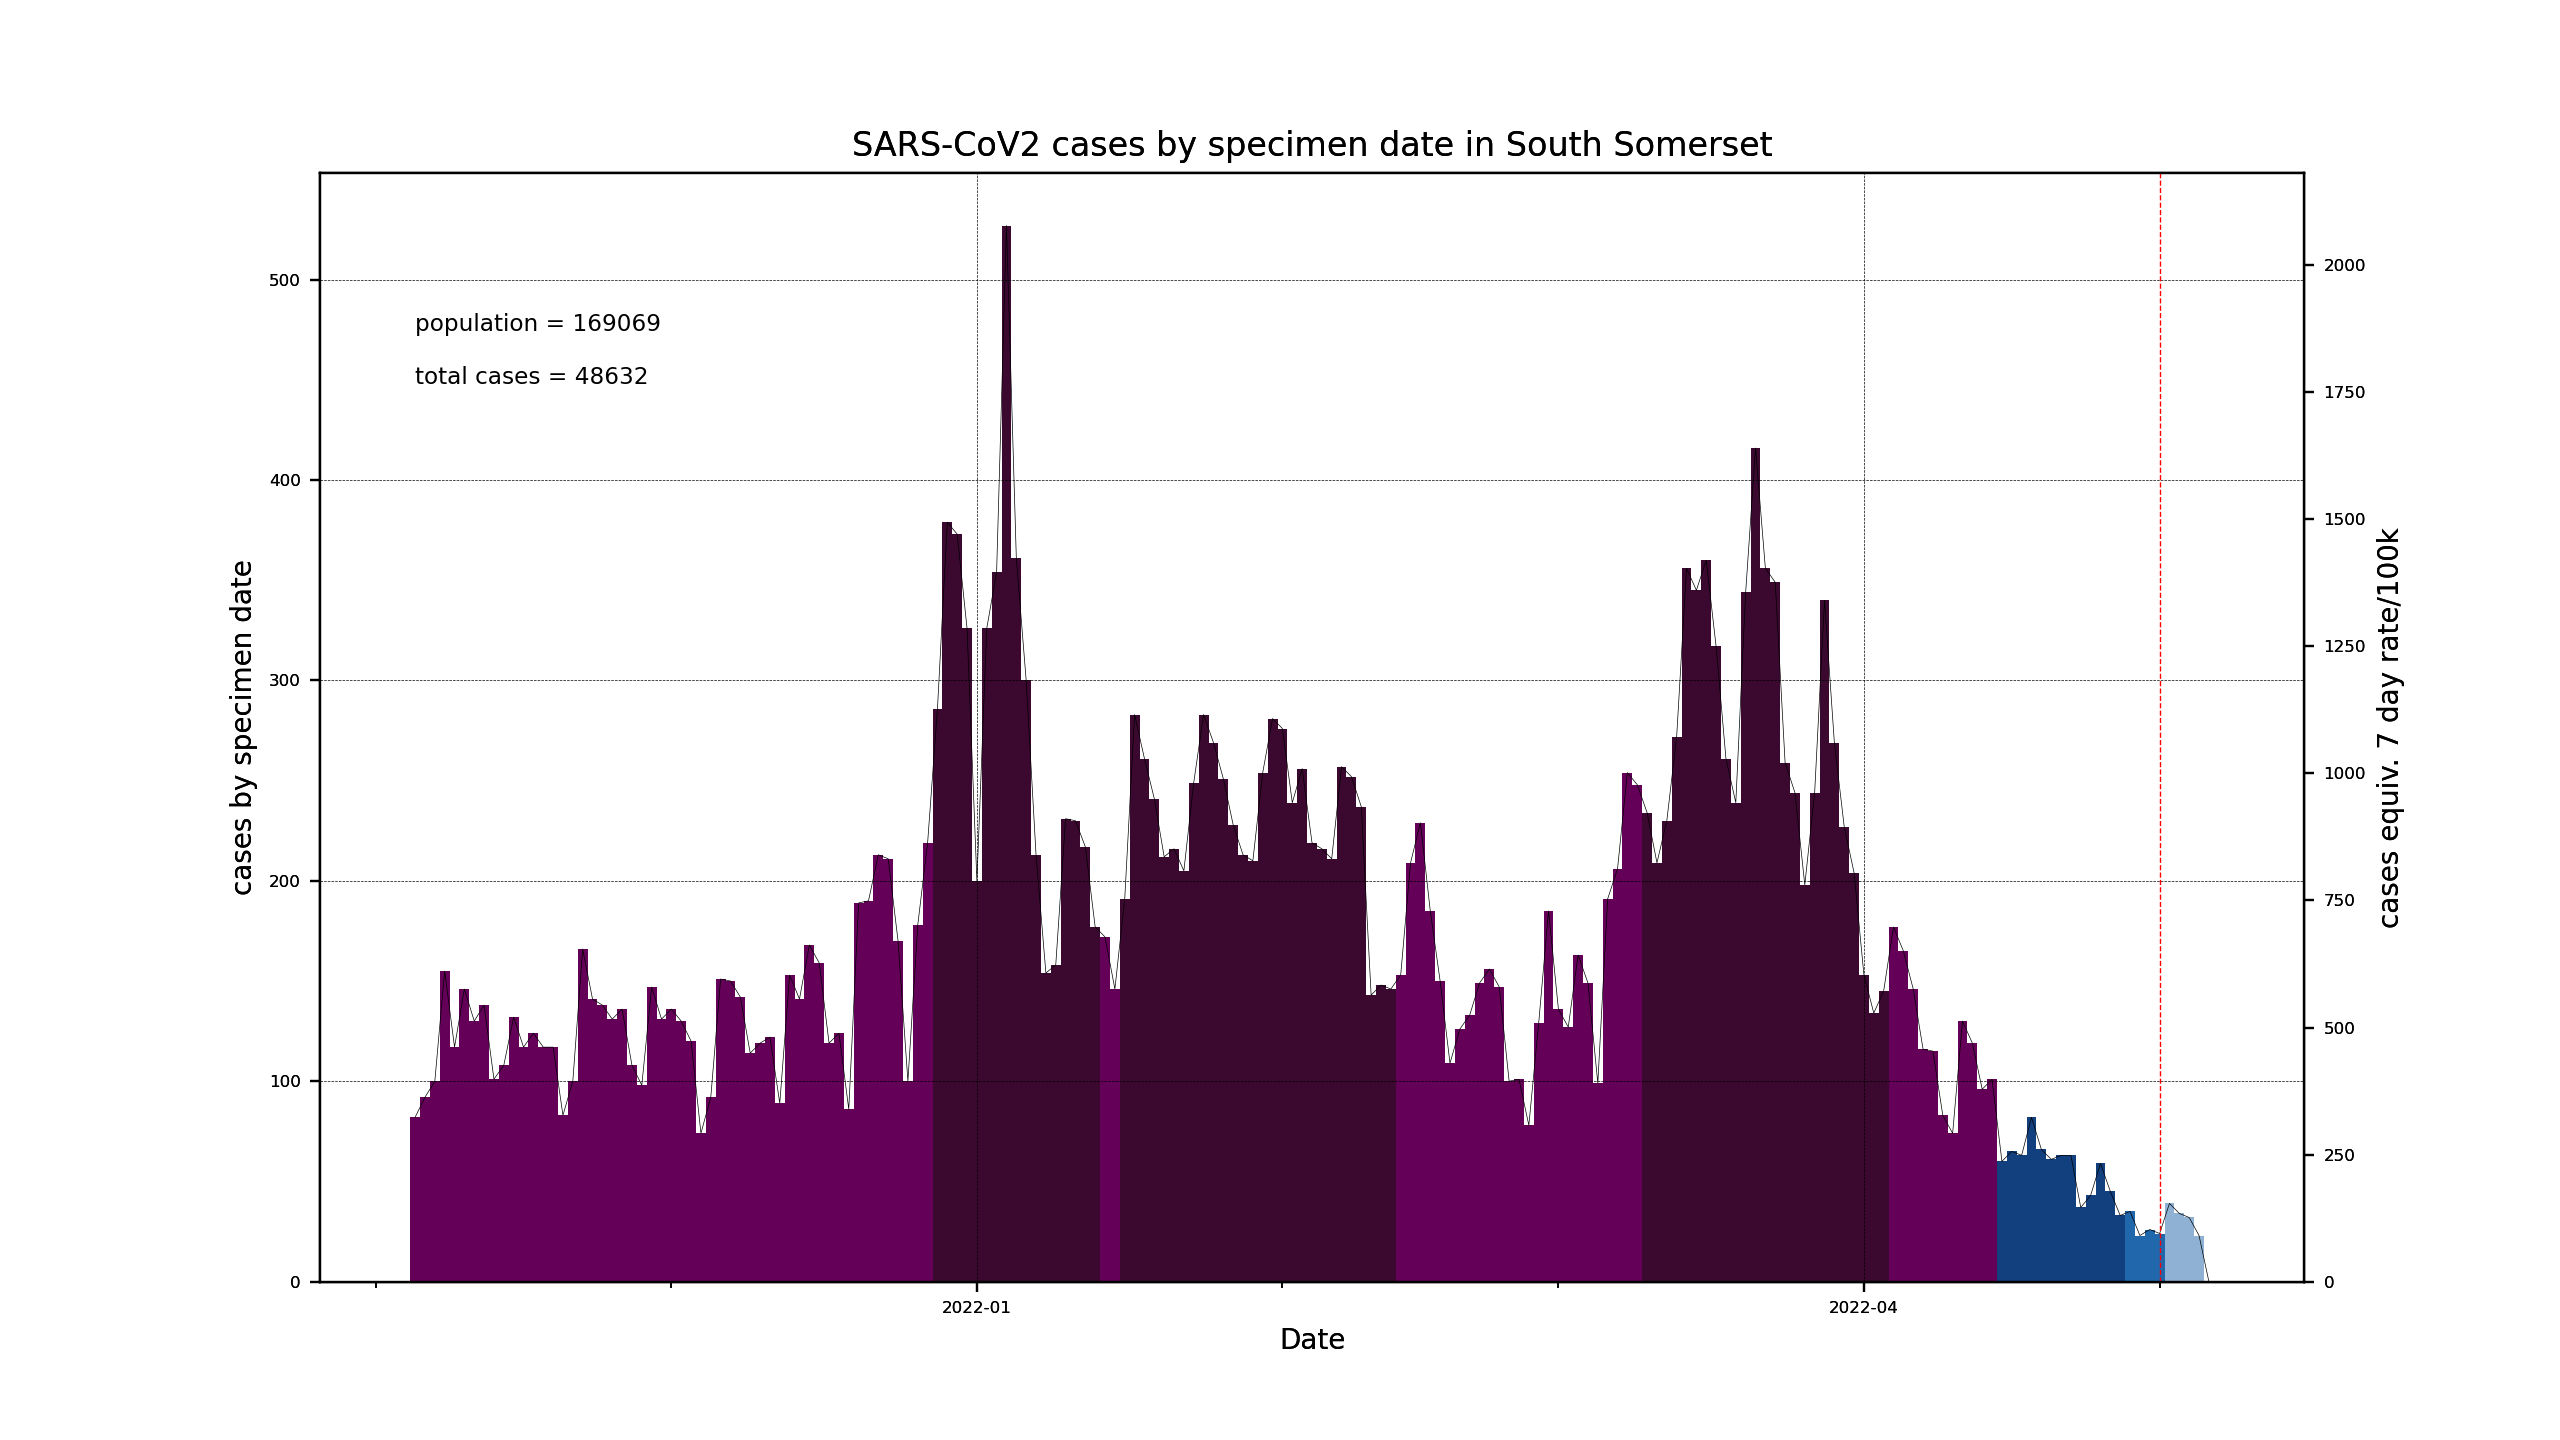 SARS-CoV2 cases by specimen date in South Somerset
population = 169069
total cases = 48632
cases by specimen date
500
400
300
200
100
0
2000
1750
1500
1250
1000
750
500
250
0
cases equiv. 7 day rate/100k
2022-01
2022-04
Date